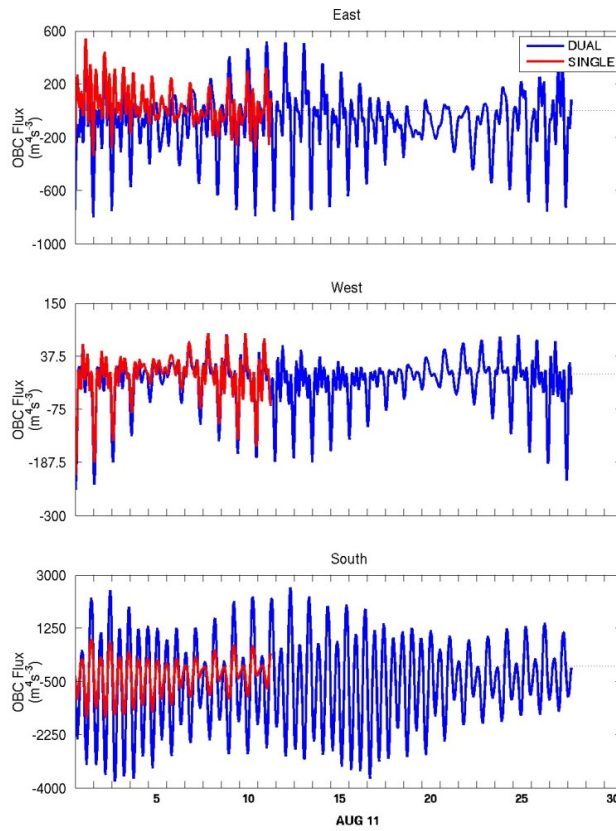 East
600
200
-200
-600
-1000
OBC Flux
(m⁴s⁻³)
DUAL
SINGLE
West
150
37.5
-75
-187.5
-300
OBC Flux
(m⁴s⁻³)
South
3000
1250
-500
-2250
-4000
OBC Flux
(m⁴s⁻³)
5 10 15 20 25 30
AUG 11